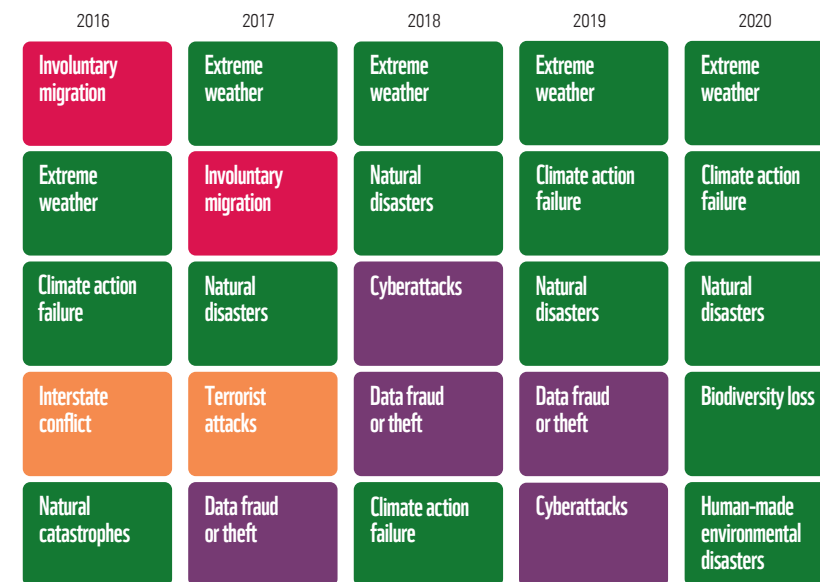 2016 2017 2018 2019 2020
Involuntary
migration
Extreme
weather
Extreme
weather
Extreme
weather
Extreme
weather
Extreme
weather
Involuntary
migration
Natural
disasters
Climate action
failure
Climate action
failure
Climate action
failure
Natural
disasters
Cyberattacks
Natural
disasters
Natural
disasters
Interstate
conflict
Terrorist
attacks
Data fraud
or theft
Data fraud
or theft
Biodiversity loss
Natural
catastrophes
Data fraud
or theft
Climate action
failure
Cyberattacks
Human-made
environmental
disasters